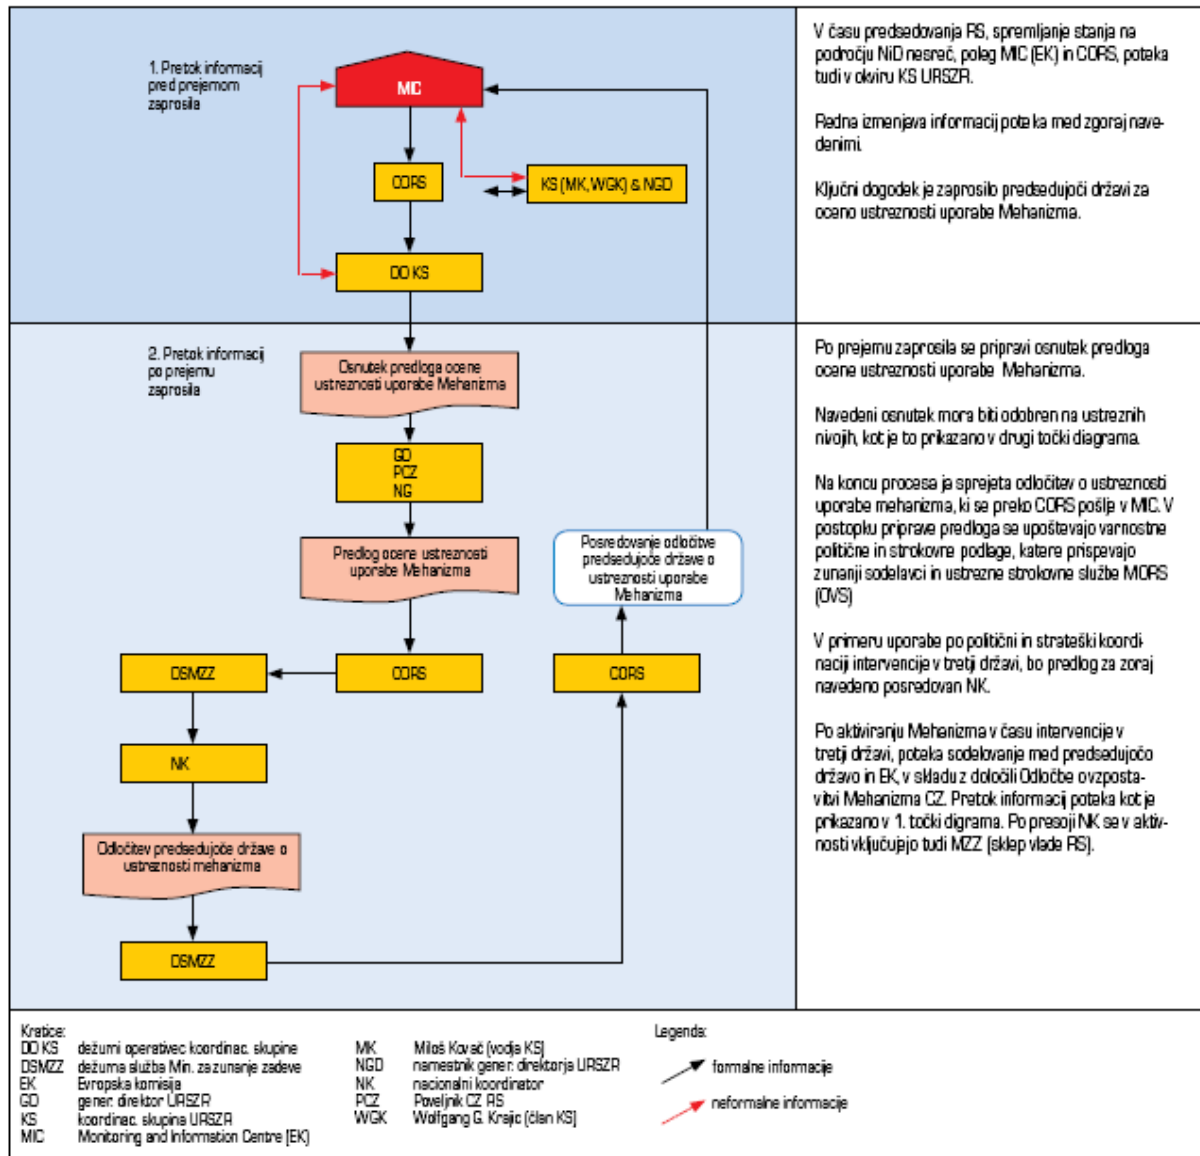 1. Pretok informacij
pred prejemom
zaprosila
MIC
CORS
KS (MK, WGK) & NGD
DO KS
V času predsedovanja RS, spremljanje stanja na
področju NiD nesreč, poleg MIC (EK) in CORS, poteka
tudi v okviru KS URSZR.
Redna izmenjava informacij poteka med zgoraj nave-
denimi.
Ključni dogodek je zaprosilo predsedujoči državi za
oceno ustreznosti uporabe Mehanizma.
2. Pretok informacij
po prejemu
zaprosila
Osnutek predloga ocene
ustreznosti uporabe Mehanizma
GD
PCZ
NG
Predlog ocene ustreznosti
uporabe Mehanizma
Posredovanje odločitve
predsedujoče države o
ustreznosti uporabe
Mehanizma
DSMZZ
CORS
CORS
NK
Odločitev predsedujoče države o
ustreznosti mehanizma
DSMZZ
Po prejemu zaprosila se pripravi osnutek predloga
ocene ustreznosti uporabe Mehanizma.
Navedeni osnutek mora biti odobren na ustreznih
nivojih, kot je to prikazano v drugi točki diagrama.
Na koncu procesa ja sprejeta odločitev o ustreznosti
uporabe mehanizma, ki se preko CORS pošlje v MIC. V
postopku priprave predloga se upoštevajo varnostne
politične in strokovne podlage, katere prispevajo
zunanji sodelavci in ustrezne strokovne službe MORS
(OVS)
V primeru uporabe po politični in strateški koordi-
naciji intervencije v tretji državi, bo predlog za zoraj
navedeno posredovan NK.
Po aktiviranju Mehanizma v času intervencije v
tretji državi, poteka sodelovanje med predsedujočo
državo in EK, v skladu z določili Odločbe o vzposta-
vitvi Mehanizma CZ. Pretok informacij poteka kot je
prikazano v 1. točki digrama. Po presoji NK se v aktiv-
nosti vključujejo tudi MZZ (sklep vlade RS).
Kratice:
DO KS dežurni operativec koordinac. skupine
DSMZZ dežurna služba Min. za zunanje zadeve
EK Evropska komisija
GD gener. direktor URSZR
KS koordinac. skupina URSZR
MIC Monitoring and Information Centre (EK)
MK Miloš Kovač (vodja KS)
NGD namestnik gener. direktorja URSZR
NK nacionalni koordinator
PCZ Poveljnik CZ RS
WGK Wolfgang G. Krajic (član KS)
Legenda:
formalne informacije
neformalne informacije